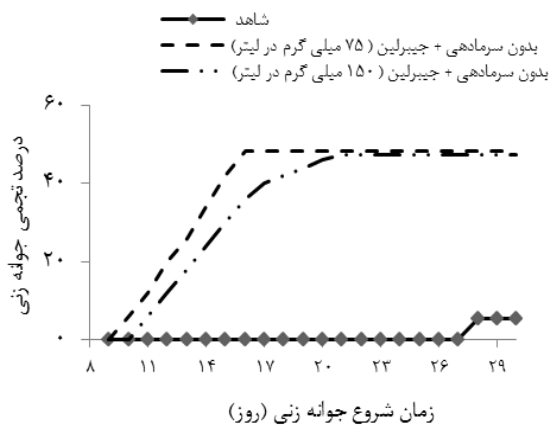 شاهد
بدون سرمادهی + جیبرلین (۷۵ میلی گرم در لیتر)
بدون سرمادهی + جیبرلین (۱۵۰ میلی گرم در لیتر)
درصد تجمی جوانه زنی
۶۰
۴۰
۲۰
۰
۸ ۱۱ ۱۴ ۱۷ ۲۰ ۲۳ ۲۶ ۲۹
زمان شروع جوانه زنی (روز)